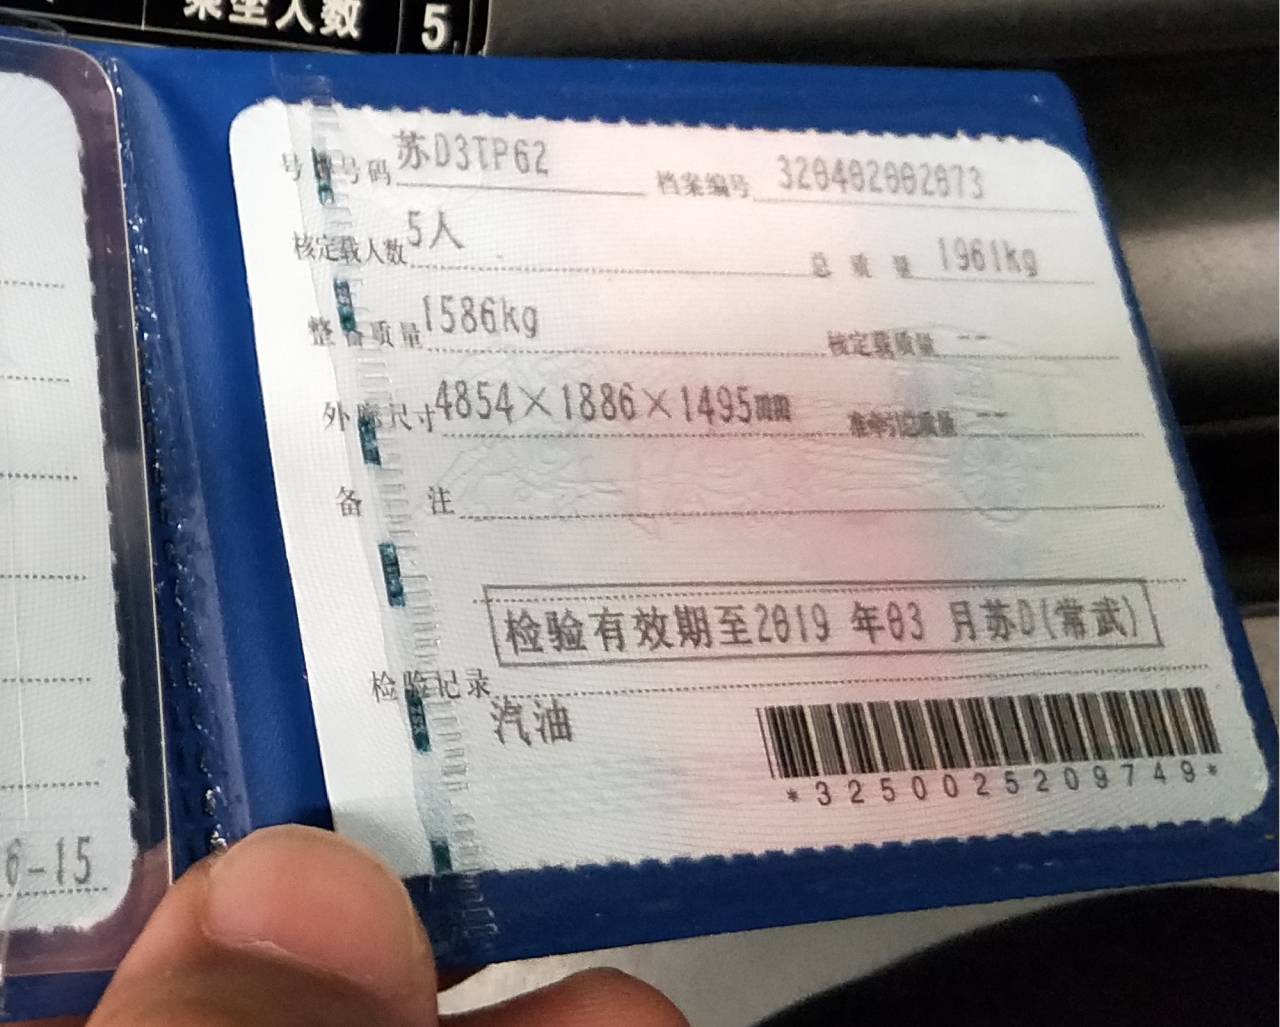 乘坐人数 5
号牌号码 苏D3TP62 档案编号 320402002073
核定载人数 5人 总质量 1961kg
整备质量 1586kg 核定载质量 --
外廓尺寸 4854×1886×1495mm 准牵引总质量 --
备 注
检验有效期至2019 年03 月苏D(常武)
检验记录
汽油
*3250025209749*
6-15